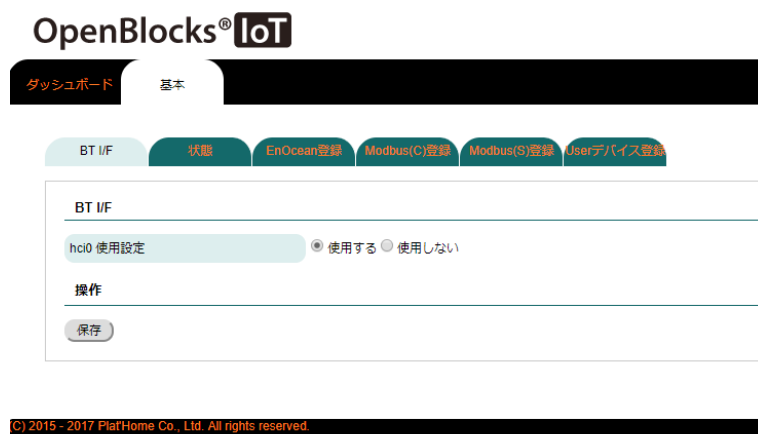 OpenBlocks® IoT
ダッシュボード 基本
BT I/F 状態 EnOcean登録 Modbus(C)登録 Modbus(S)登録 Userデバイス登録
BT I/F
hci0 使用設定 使用する 使用しない
操作
保存
(C) 2015 - 2017 Plat'Home Co., Ltd. All rights reserved.